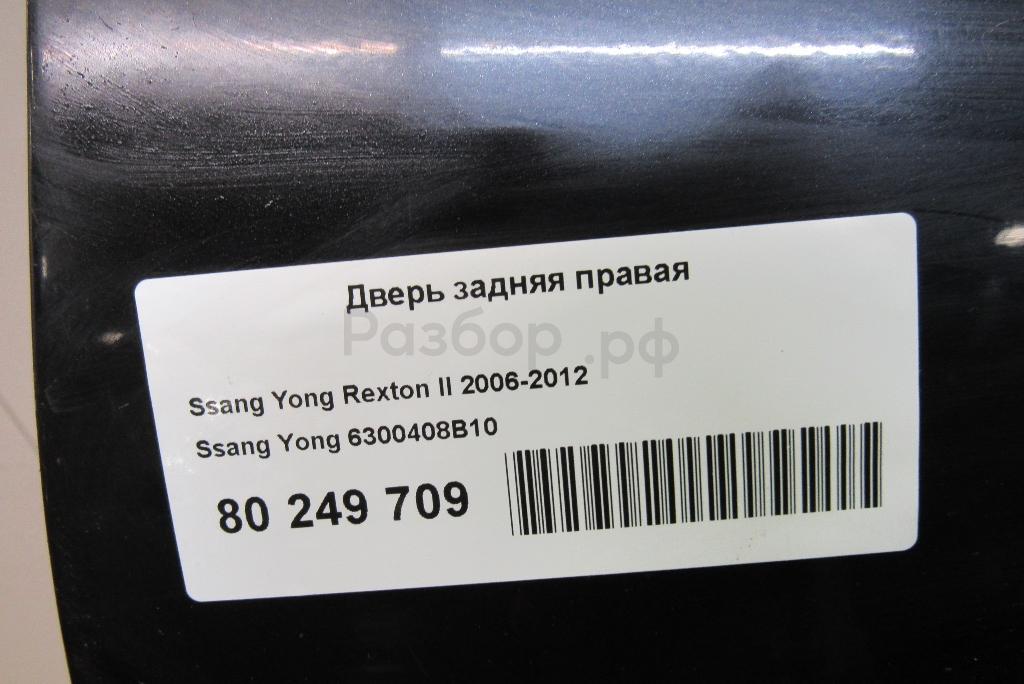 Дверь задняя правая
Разбор.рф
Ssang Yong Rexton II 2006-2012
Ssang Yong 6300408B10
80 249 709